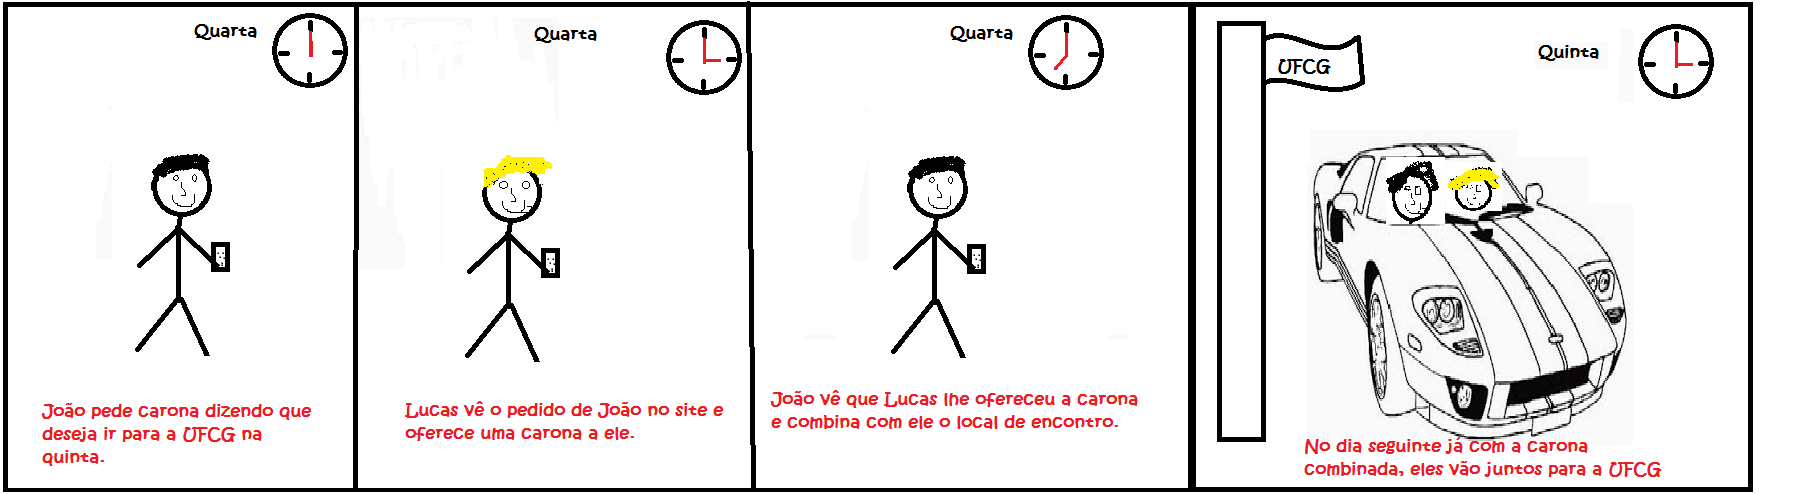 Quarta
João pede carona dizendo que
deseja ir para a UFCG na
quinta.
Quarta
Lucas vê o pedido de João no site e
oferece uma carona a ele.
Quarta
João vê que Lucas lhe ofereceu a carona
e combina com ele o local de encontro.
UFCG
Quinta
No dia seguinte já com a carona
combinada, eles vão juntos para a UFCG